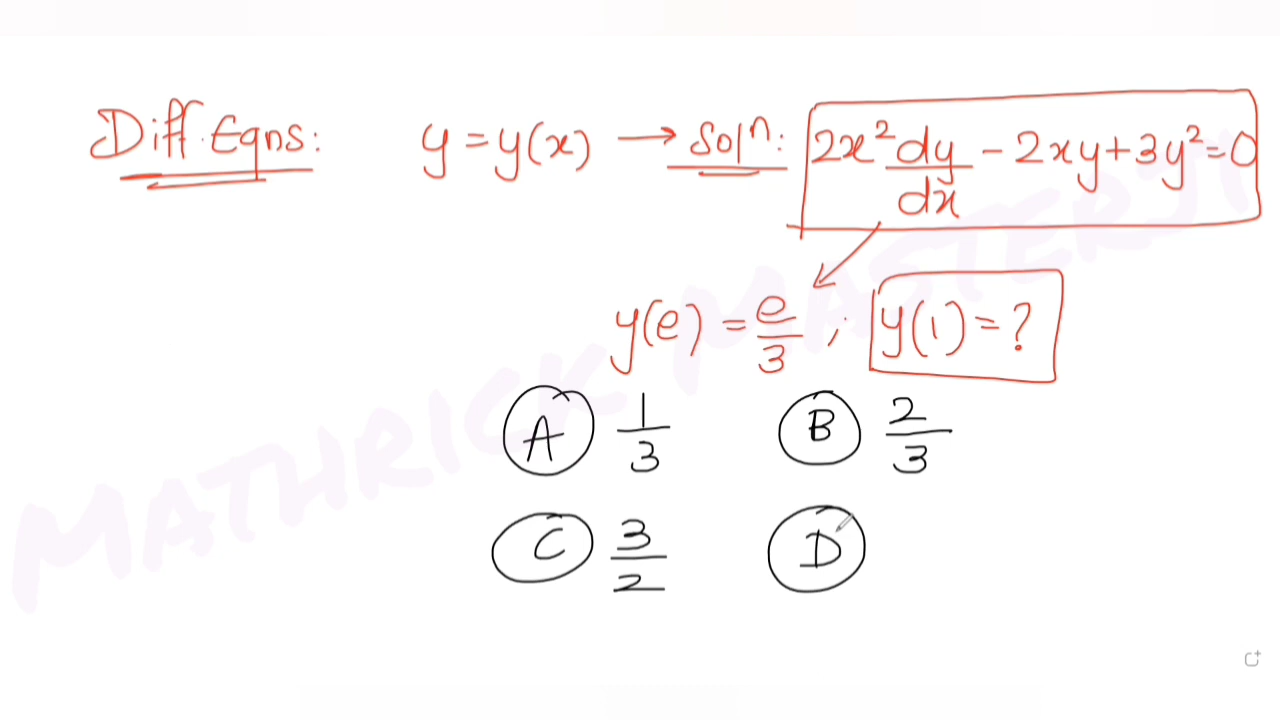 Diff. Eqns: y = y(x) → Solⁿ: 2x² dy/dx - 2xy + 3y² = 0
y(e) = e/3 ; y(1) = ?
A 1/3 B 2/3
C 3/2 D
MATHRICK MASTERJI